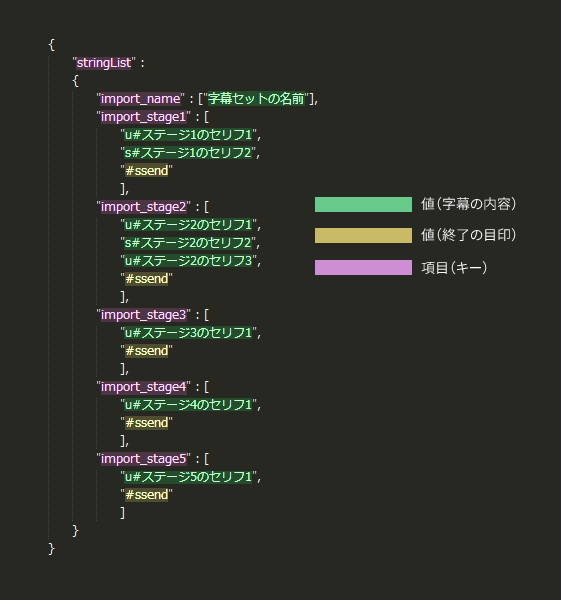 {
"stringList" :
{
"import_name" : ["字幕セットの名前"],
"import_stage1" : [
"u#ステージ1のセリフ1",
"s#ステージ1のセリフ2",
"#ssend"
],
"import_stage2" : [
"u#ステージ2のセリフ1",
"s#ステージ2のセリフ2",
"u#ステージ2のセリフ3",
"#ssend"
],
"import_stage3" : [
"u#ステージ3のセリフ1",
"#ssend"
],
"import_stage4" : [
"u#ステージ4のセリフ1",
"#ssend"
],
"import_stage5" : [
"u#ステージ5のセリフ1",
"#ssend"
]
}
}
値(字幕の内容)
値(終了の目印)
項目(キー)